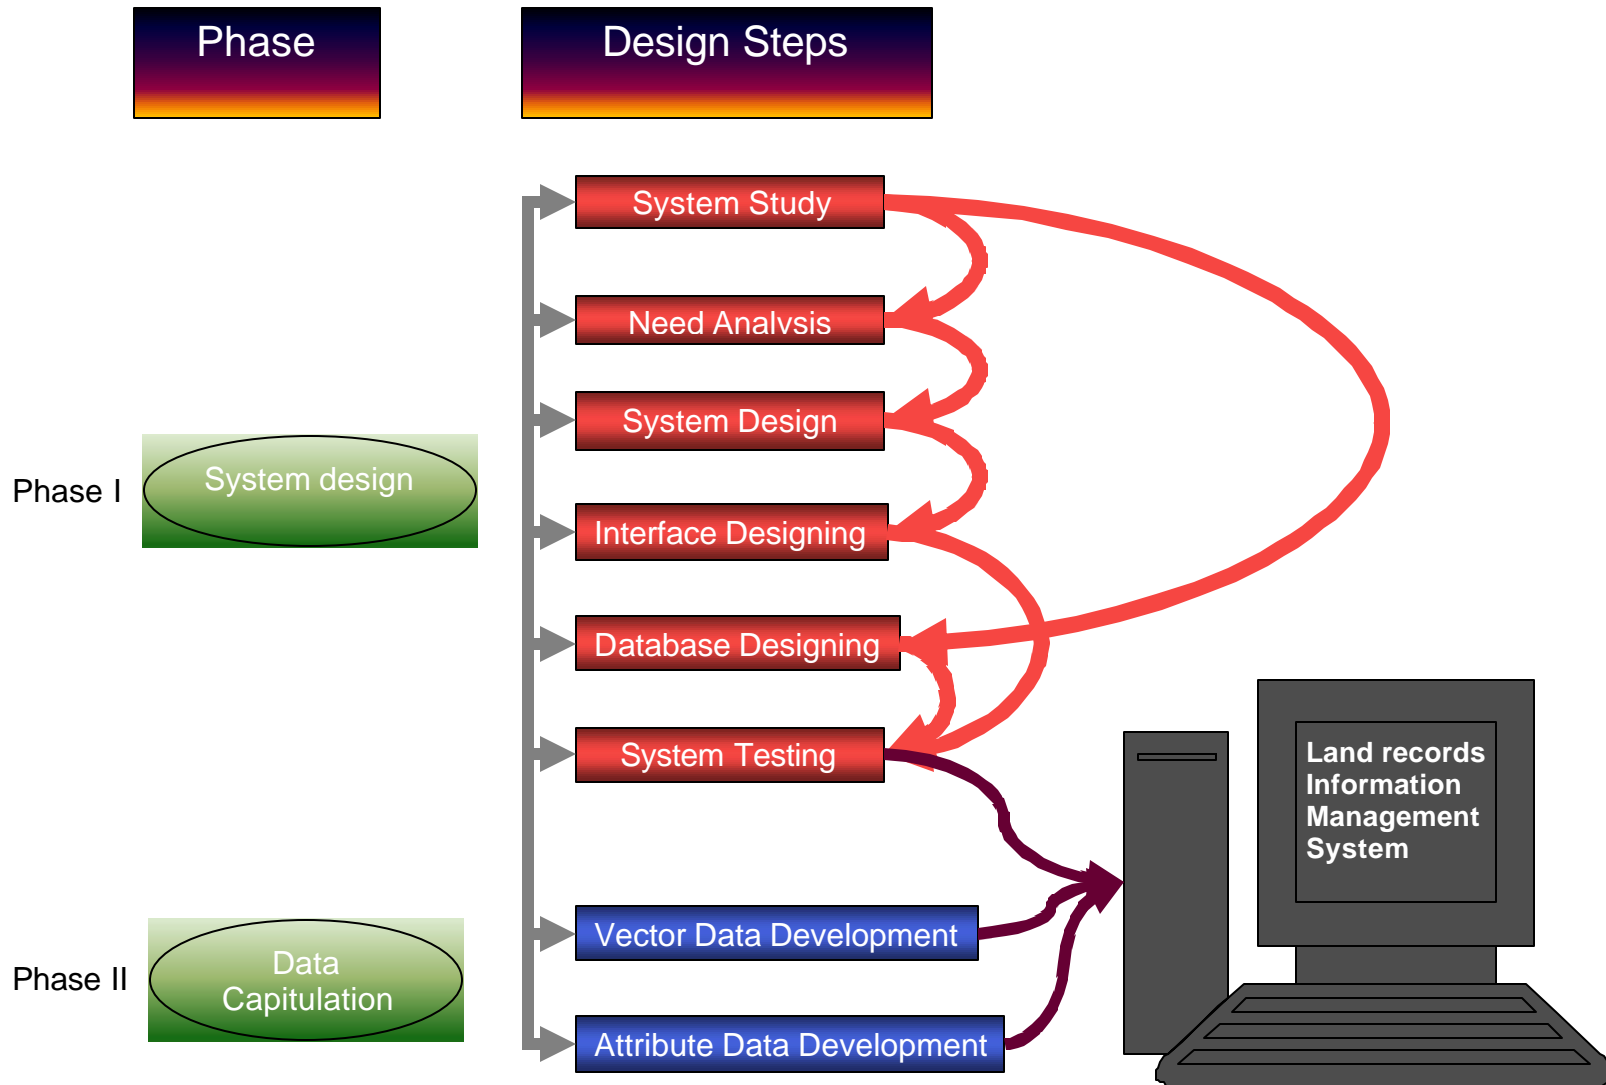 Phase
Design Steps
System Study
Need Analysis
System Design
Phase I
System design
Interface Designing
Database Designing
System Testing
Land records
Information
Management
System
Vector Data Development
Phase II
Data
Capitulation
Attribute Data Development